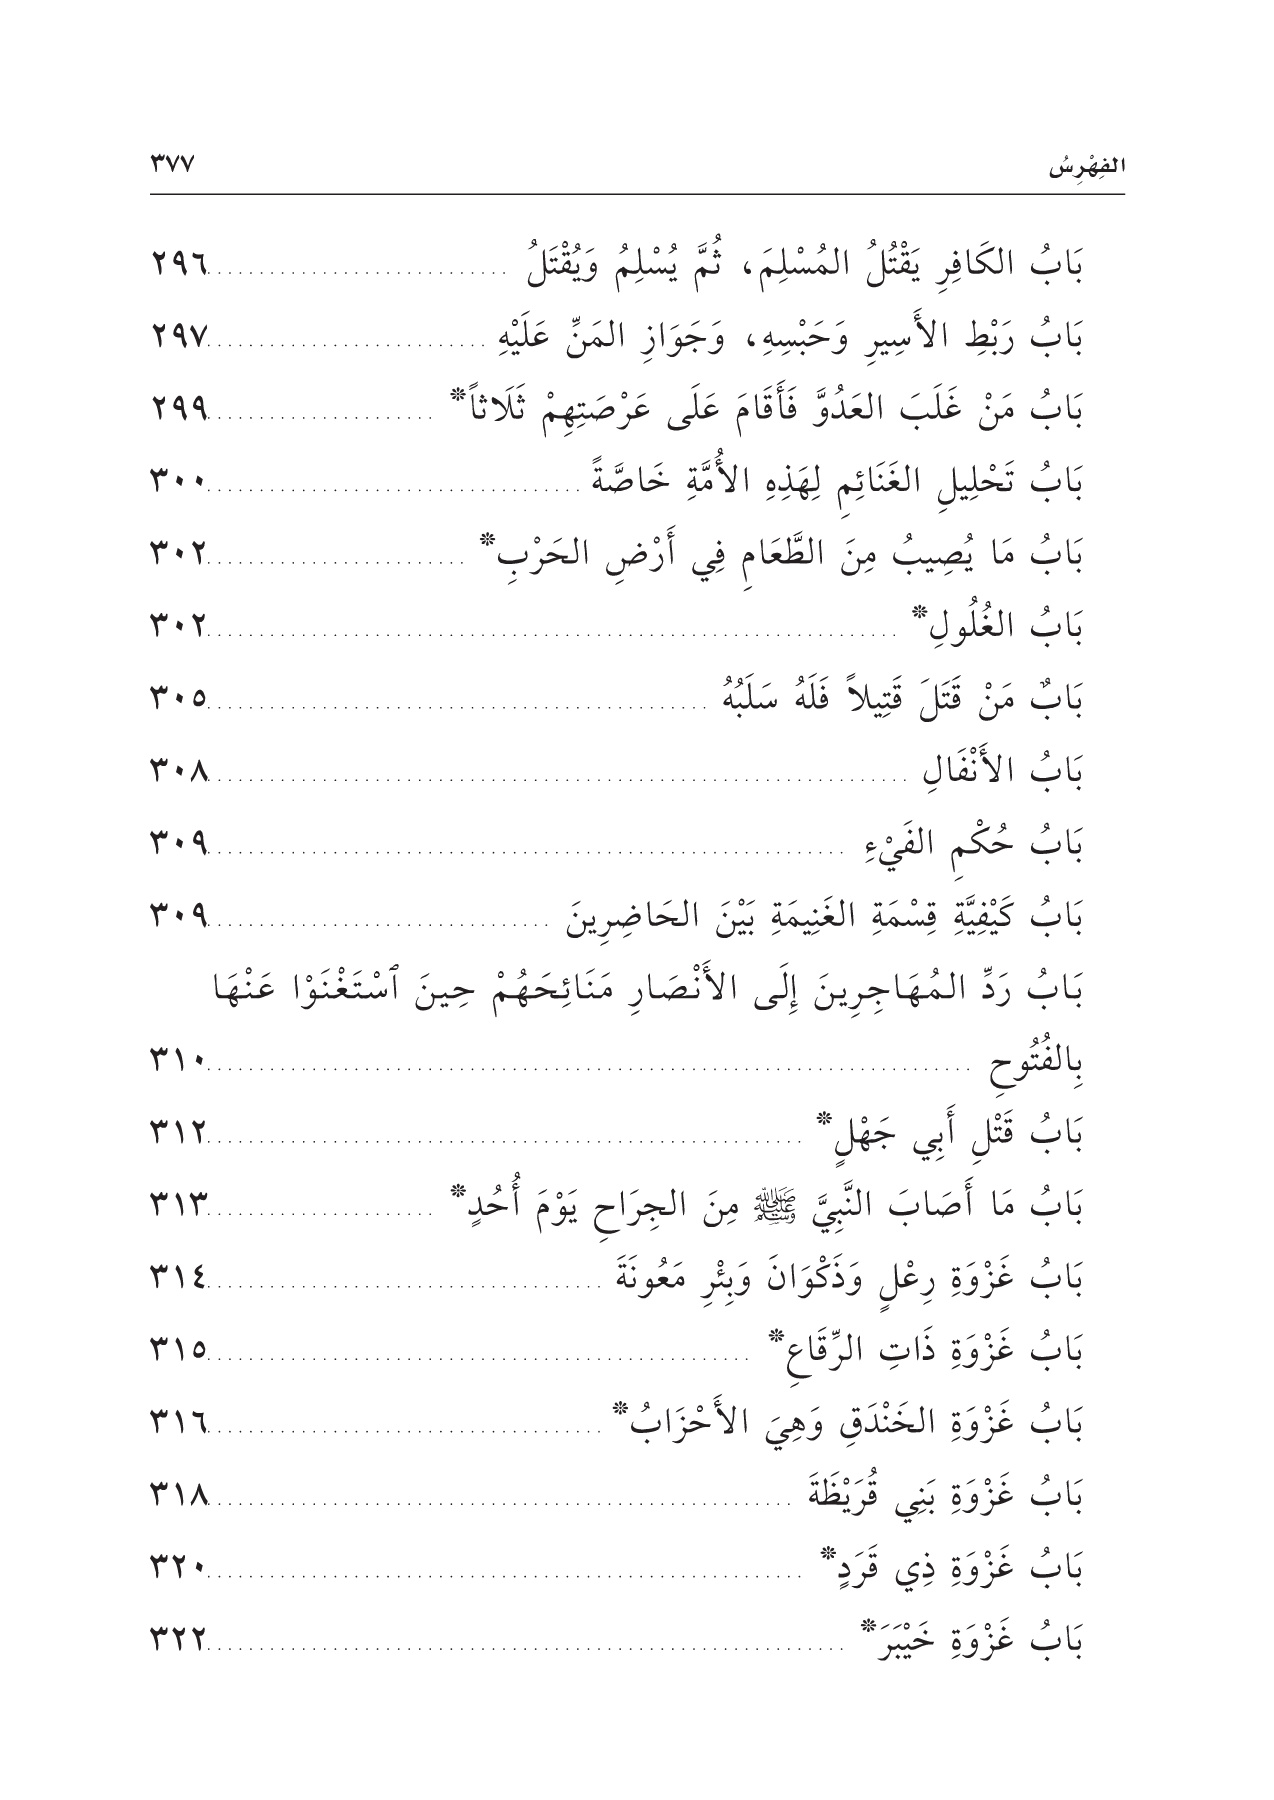 الفِهْرِسُ ٣٧٧
بَابُ الكَافِرِ يَقْتُلُ المُسْلِمَ، ثُمَّ يُسْلِمُ وَيُقْتَلُ ............................. ٢٩٦
بَابُ رَبْطِ الأَسِيرِ وَحَبْسِهِ، وَجَوَازِ المَنِّ عَلَيْهِ ........................... ٢٩٧
بَابُ مَنْ غَلَبَ العَدُوَّ فَأَقَامَ عَلَى عَرْصَتِهِمْ ثَلَاثاً* ...................... ٢٩٩
بَابُ تَحْلِيلِ الغَنَائِمِ لِهَذِهِ الأُمَّةِ خَاصَّةً .................................... ٣٠٠
بَابُ مَا يُصِيبُ مِنَ الطَّعَامِ فِي أَرْضِ الحَرْبِ* ......................... ٣٠٢
بَابُ الغُلُولِ* .................................................................. ٣٠٢
بَابٌ مَنْ قَتَلَ قَتِيلاً فَلَهُ سَلَبُهُ ................................................ ٣٠٥
بَابُ الأَنْفَالِ ................................................................... ٣٠٨
بَابُ حُكْمِ الفَيْءِ ............................................................. ٣٠٩
بَابُ كَيْفِيَّةِ قِسْمَةِ الغَنِيمَةِ بَيْنَ الحَاضِرِينَ ................................. ٣٠٩
بَابُ رَدِّ المُهَاجِرِينَ إِلَى الأَنْصَارِ مَنَائِحَهُمْ حِينَ ٱسْتَغْنَوْا عَنْهَا
بِالفُتُوحِ ......................................................................... ٣١٠
بَابُ قَتْلِ أَبِي جَهْلٍ* ......................................................... ٣١٢
بَابُ مَا أَصَابَ النَّبِيَّ ﷺ مِنَ الجِرَاحِ يَوْمَ أُحُدٍ* ...................... ٣١٣
بَابُ غَزْوَةِ رِعْلٍ وَذَكْوَانَ وَبِئْرِ مَعُونَةَ ...................................... ٣١٤
بَابُ غَزْوَةِ ذَاتِ الرِّقَاعِ* .................................................... ٣١٥
بَابُ غَزْوَةِ الخَنْدَقِ وَهِيَ الأَحْزَابُ* ...................................... ٣١٦
بَابُ غَزْوَةِ بَنِي قُرَيْظَةَ ........................................................ ٣١٨
بَابُ غَزْوَةِ ذِي قَرَدٍ* ......................................................... ٣٢٠
بَابُ غَزْوَةِ خَيْبَرَ* ............................................................. ٣٢٢